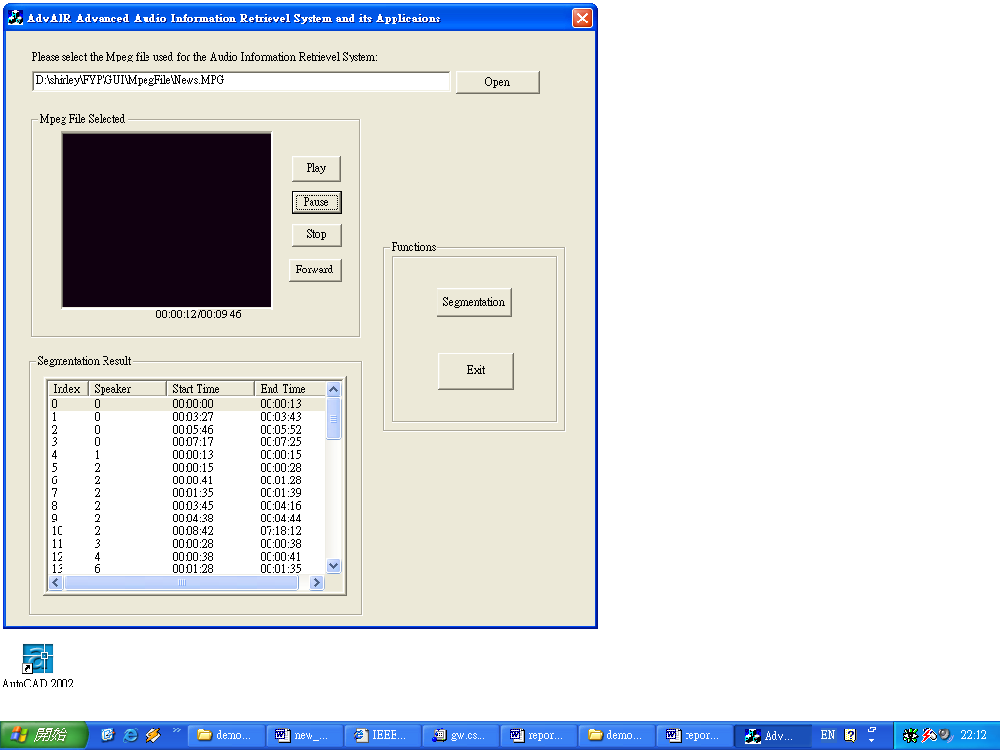 AdvAIR Advanced Audio Information Retrievel System and its Applicaions
Please select the Mpeg file used for the Audio Information Retrievel System:
D:\shirley\FYP\GUI\MpegFile\News.MPG
Open
Mpeg File Selected
Play
Pause
Stop
Forward
00:00:12/00:09:46
Functions
Segmentation
Exit
Segmentation Result
Index Speaker Start Time End Time
0 0 00:00:00 00:00:13
1 0 00:03:27 00:03:43
2 0 00:05:46 00:05:52
3 0 00:07:17 00:07:25
4 1 00:00:13 00:00:15
5 2 00:00:15 00:00:28
6 2 00:00:41 00:01:28
7 2 00:01:35 00:01:39
8 2 00:03:45 00:04:16
9 2 00:04:38 00:04:44
10 2 00:08:42 07:18:12
11 3 00:00:28 00:00:38
12 4 00:00:38 00:00:41
13 6 00:01:28 00:01:35
AutoCAD 2002
開始 demo... new_... IEEE... gw.cs... repor... demo... repor... Adv... EN 22:12